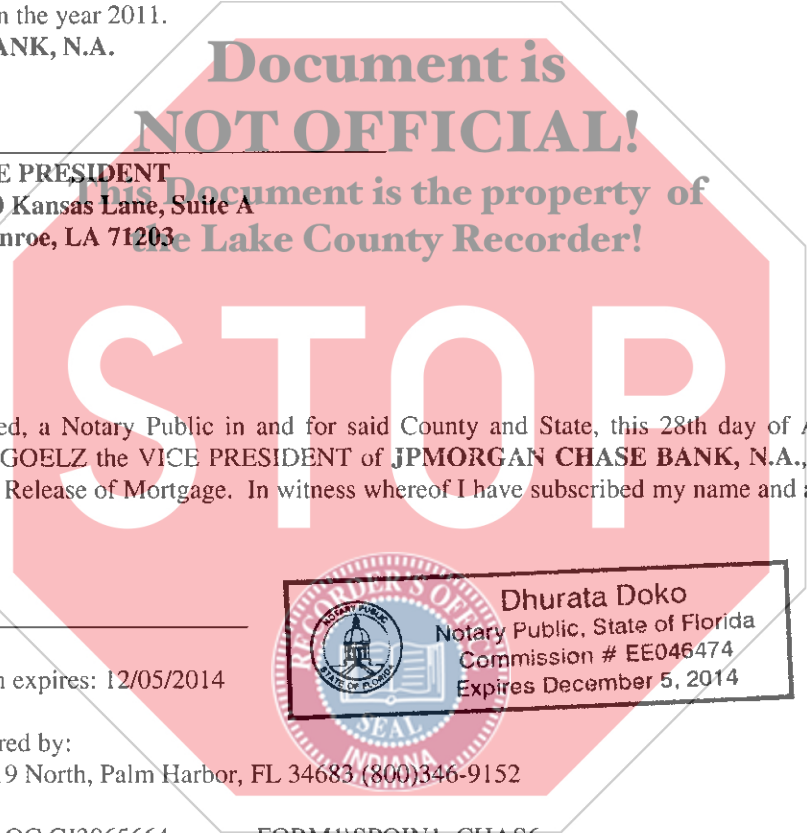 n the year 2011.
ANK, N.A.
Document is
NOT OFFICIAL!
E PRESIDENT
This Document is the property of
Kansas Lane, Suite A
the Lake County Recorder!
nroe, LA 71203
STOP
ed, a Notary Public in and for said County and State, this 28th day of A
GOELZ the VICE PRESIDENT of JPMORGAN CHASE BANK, N.A.,
Release of Mortgage. In witness whereof I have subscribed my name and a
RECORDER'S OFFICE
SEAL
INDIANA
NOTARY PUBLIC
STATE OF FLORIDA
Dhurata Doko
Notary Public, State of Florida
Commission # EE046474
Expires December 5, 2014
n expires: 12/05/2014
red by:
19 North, Palm Harbor, FL 34683 (800)346-9152